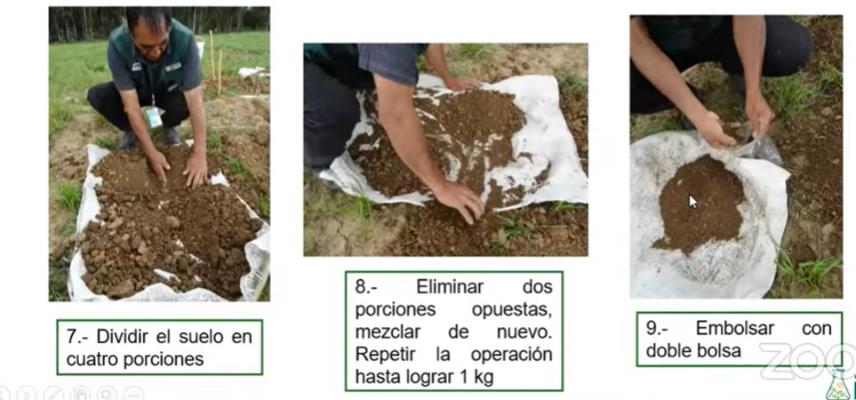 7.- Dividir el suelo en
cuatro porciones
8.- Eliminar dos
porciones opuestas,
mezclar de nuevo.
Repetir la operación
hasta lograr 1 kg
9.- Embolsar con
doble bolsa
zoo